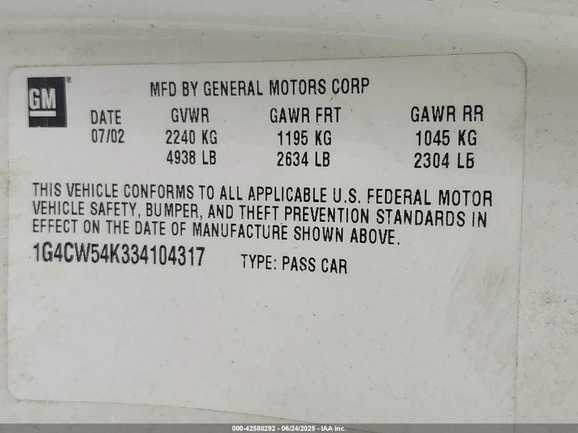 GM®
MFD BY GENERAL MOTORS CORP
DATE GVWR GAWR FRT GAWR RR
07/02 2240 KG 1195 KG 1045 KG
4938 LB 2634 LB 2304 LB
THIS VEHICLE CONFORMS TO ALL APPLICABLE U.S. FEDERAL MOTOR
VEHICLE SAFETY, BUMPER, AND THEFT PREVENTION STANDARDS IN
EFFECT ON THE DATE OF MANUFACTURE SHOWN ABOVE.
1G4CW54K334104317 TYPE: PASS CAR
000-42588292 - 06/24/2025 - IAA Inc.